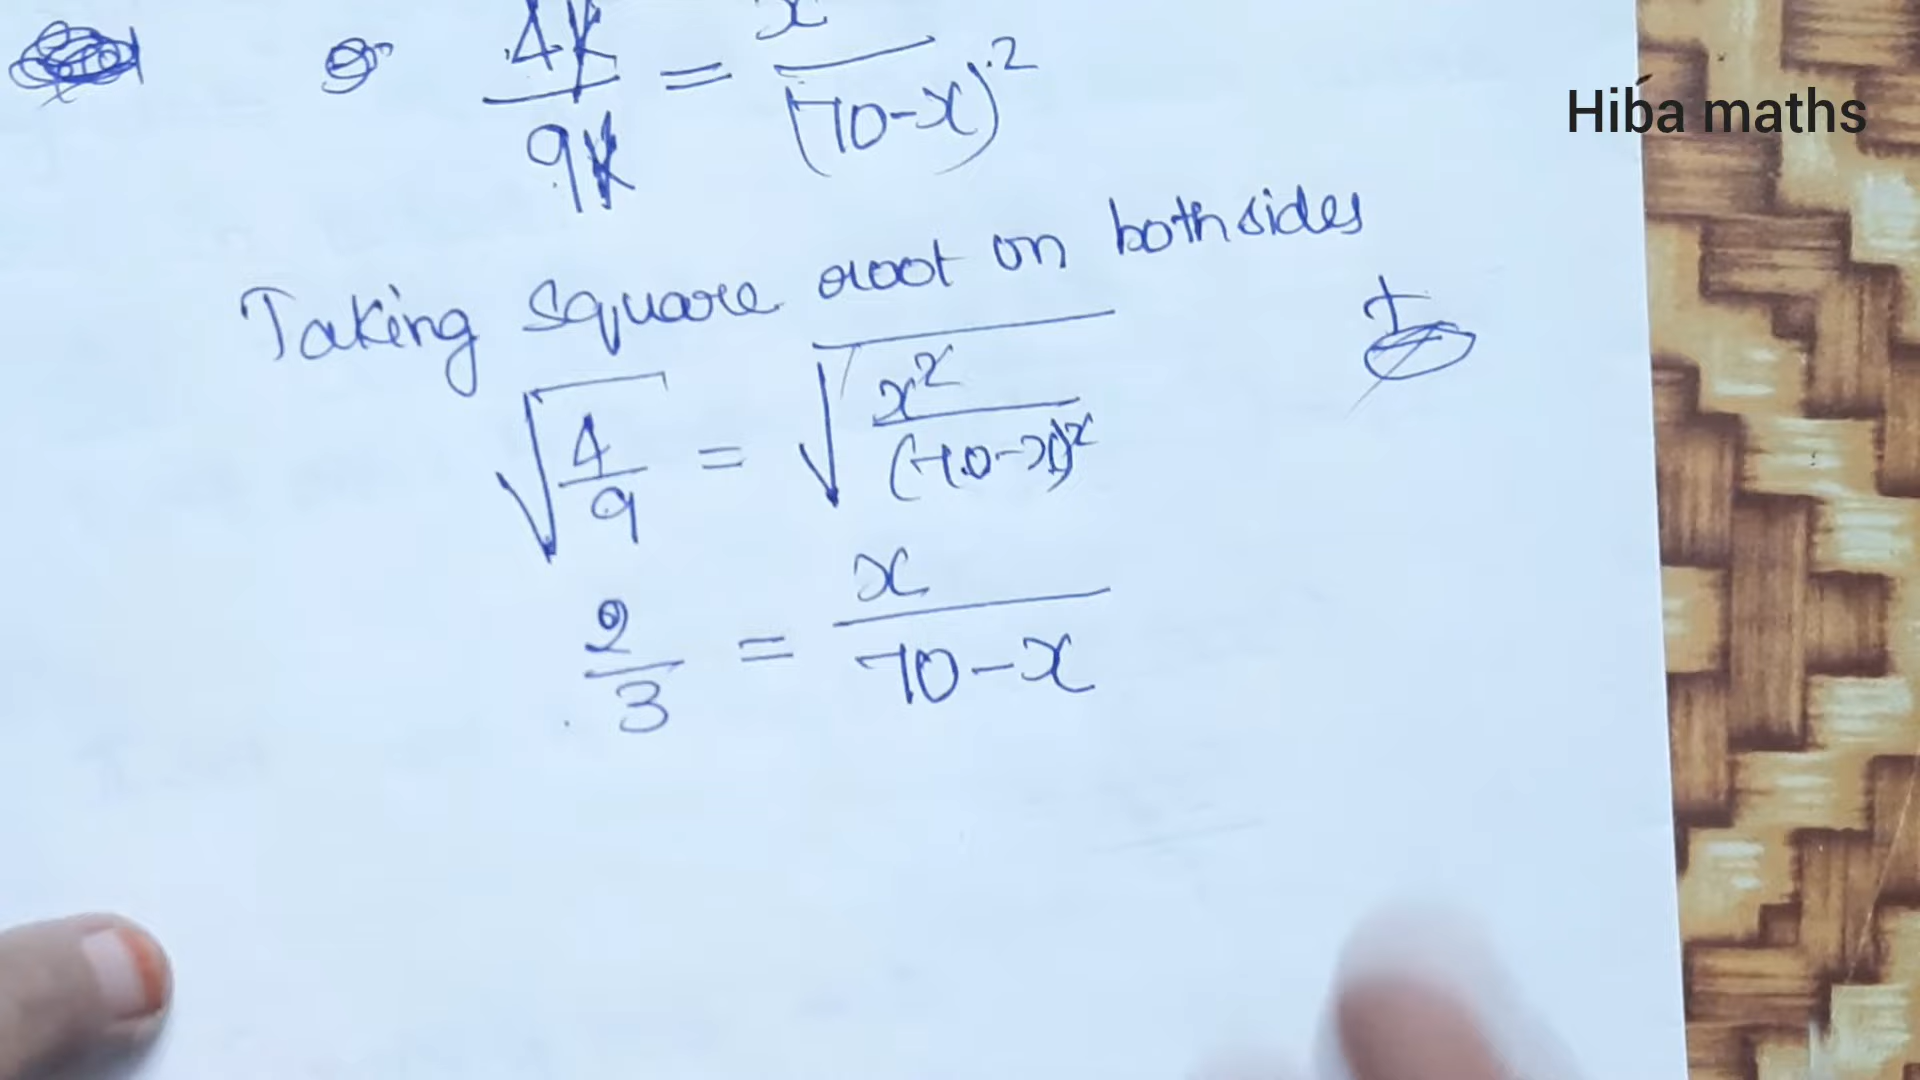 Hiba maths
4k/9k = x/(70-x)²
Taking square root on both sides
√4/9 = √x²/(70-x)²
2/3 = x/70-x